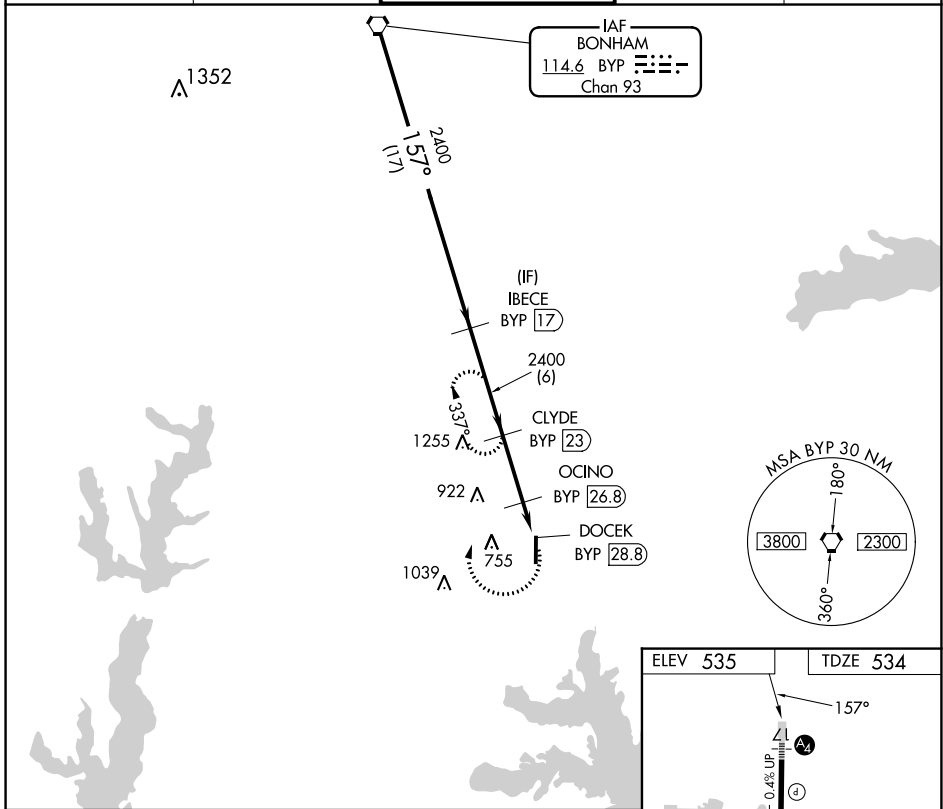 IAF
BONHAM
114.6 BYP
Chan 93
1352
2400
157°
(17)
(IF)
IBECE
BYP 17
2400
(6)
337°
CLYDE
BYP 23
1255
OCINO
BYP 26.8
922
DOCEK
BYP 28.8
755
1039
MSA BYP 30 NM
180°
3800
2300
360°
ELEV 535
TDZE 534
157°
17
A4
0.4% UP
P